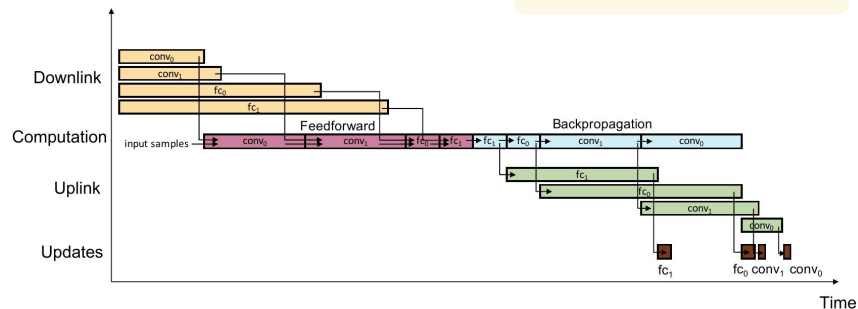 conv₀
Downlink
conv₁
fc₀
fc₁
Feedforward
Backpropagation
Computation
input samples
conv₀
conv₁
fc₀
fc₁
fc₁
fc₀
conv₁
conv₀
Uplink
fc₁
fc₀
conv₁
conv₀
Updates
fc₁
fc₀ conv₁ conv₀
Time